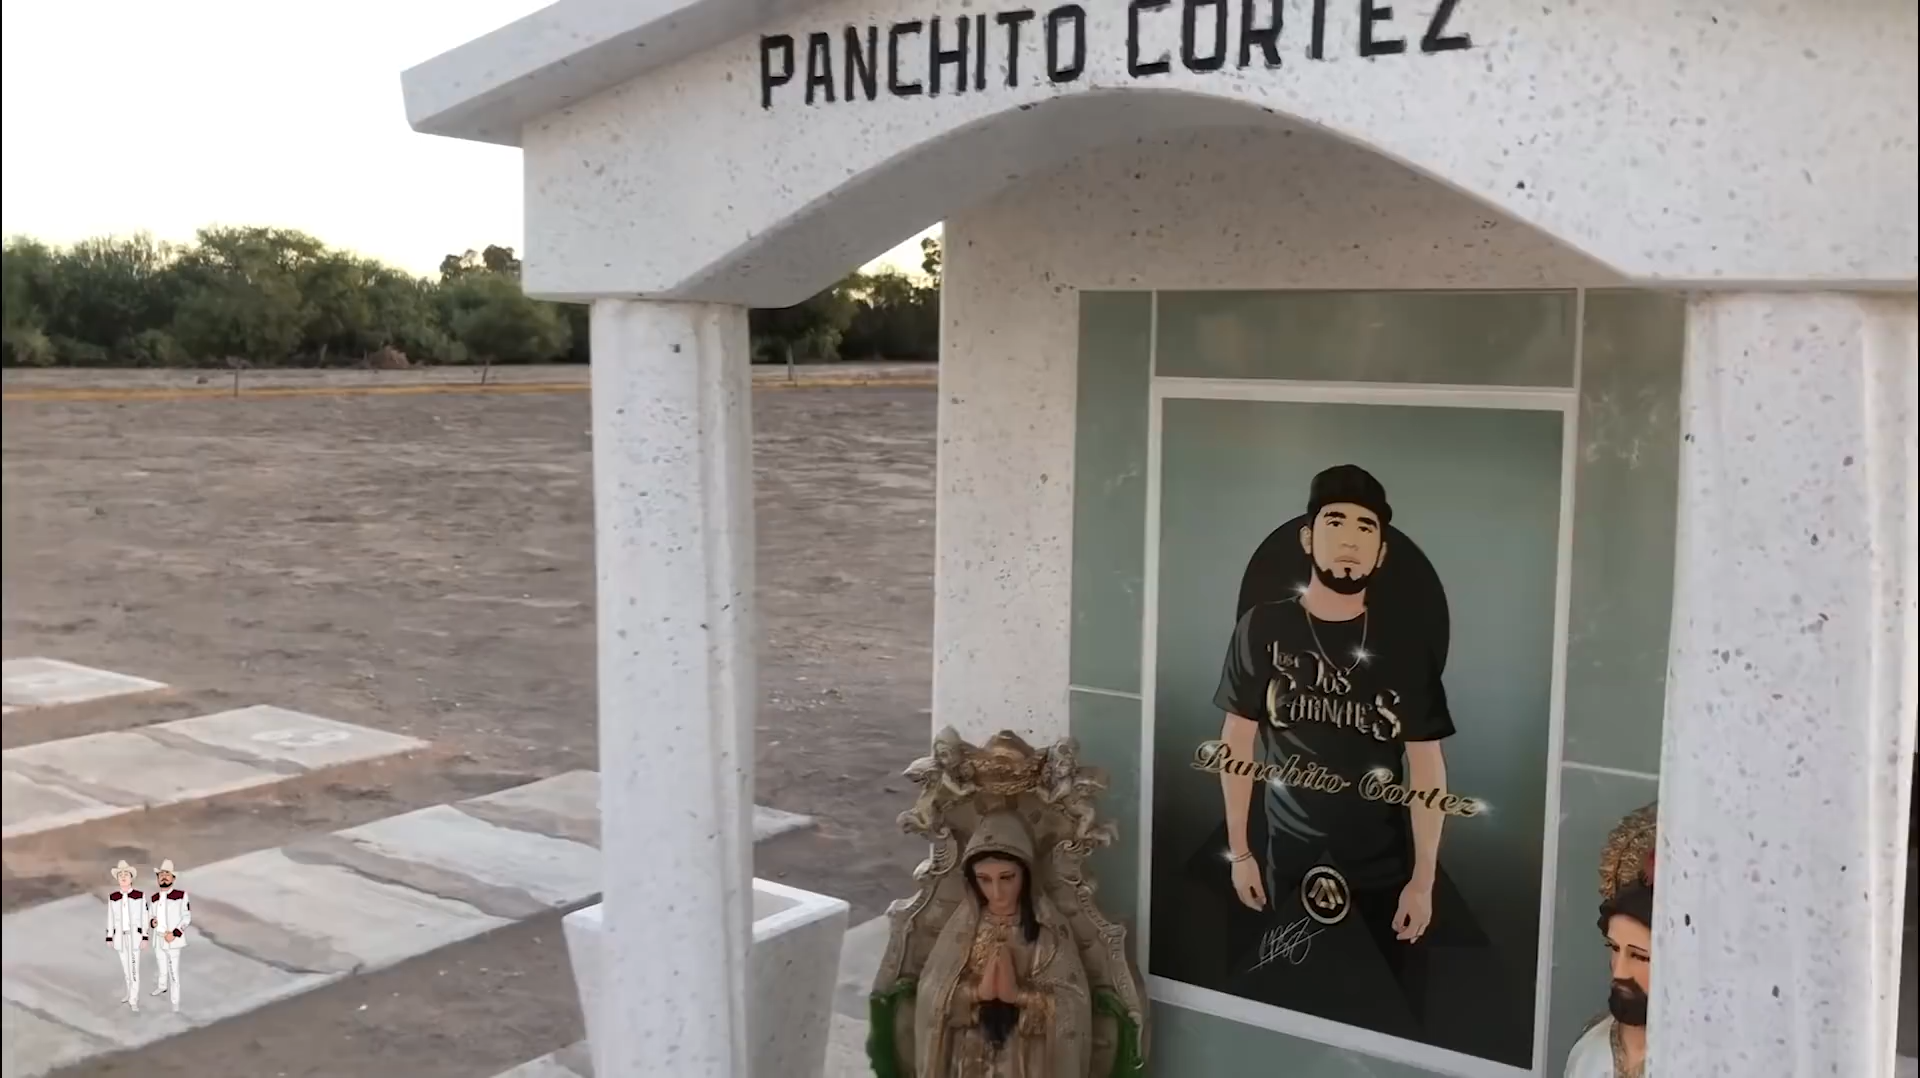 PANCHITO CORTEZ
Los
Dos
Carnales
Panchito Cortez